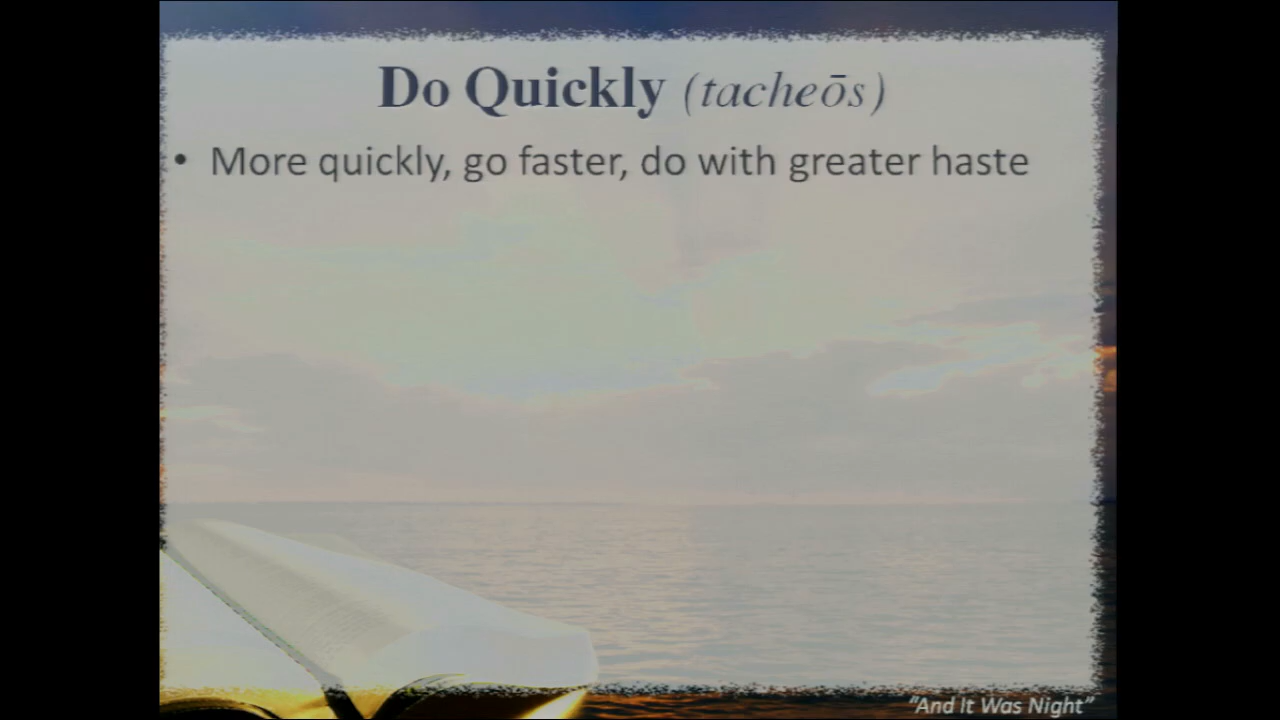 Do Quickly (tacheōs)
• More quickly, go faster, do with greater haste
"And It Was Night"